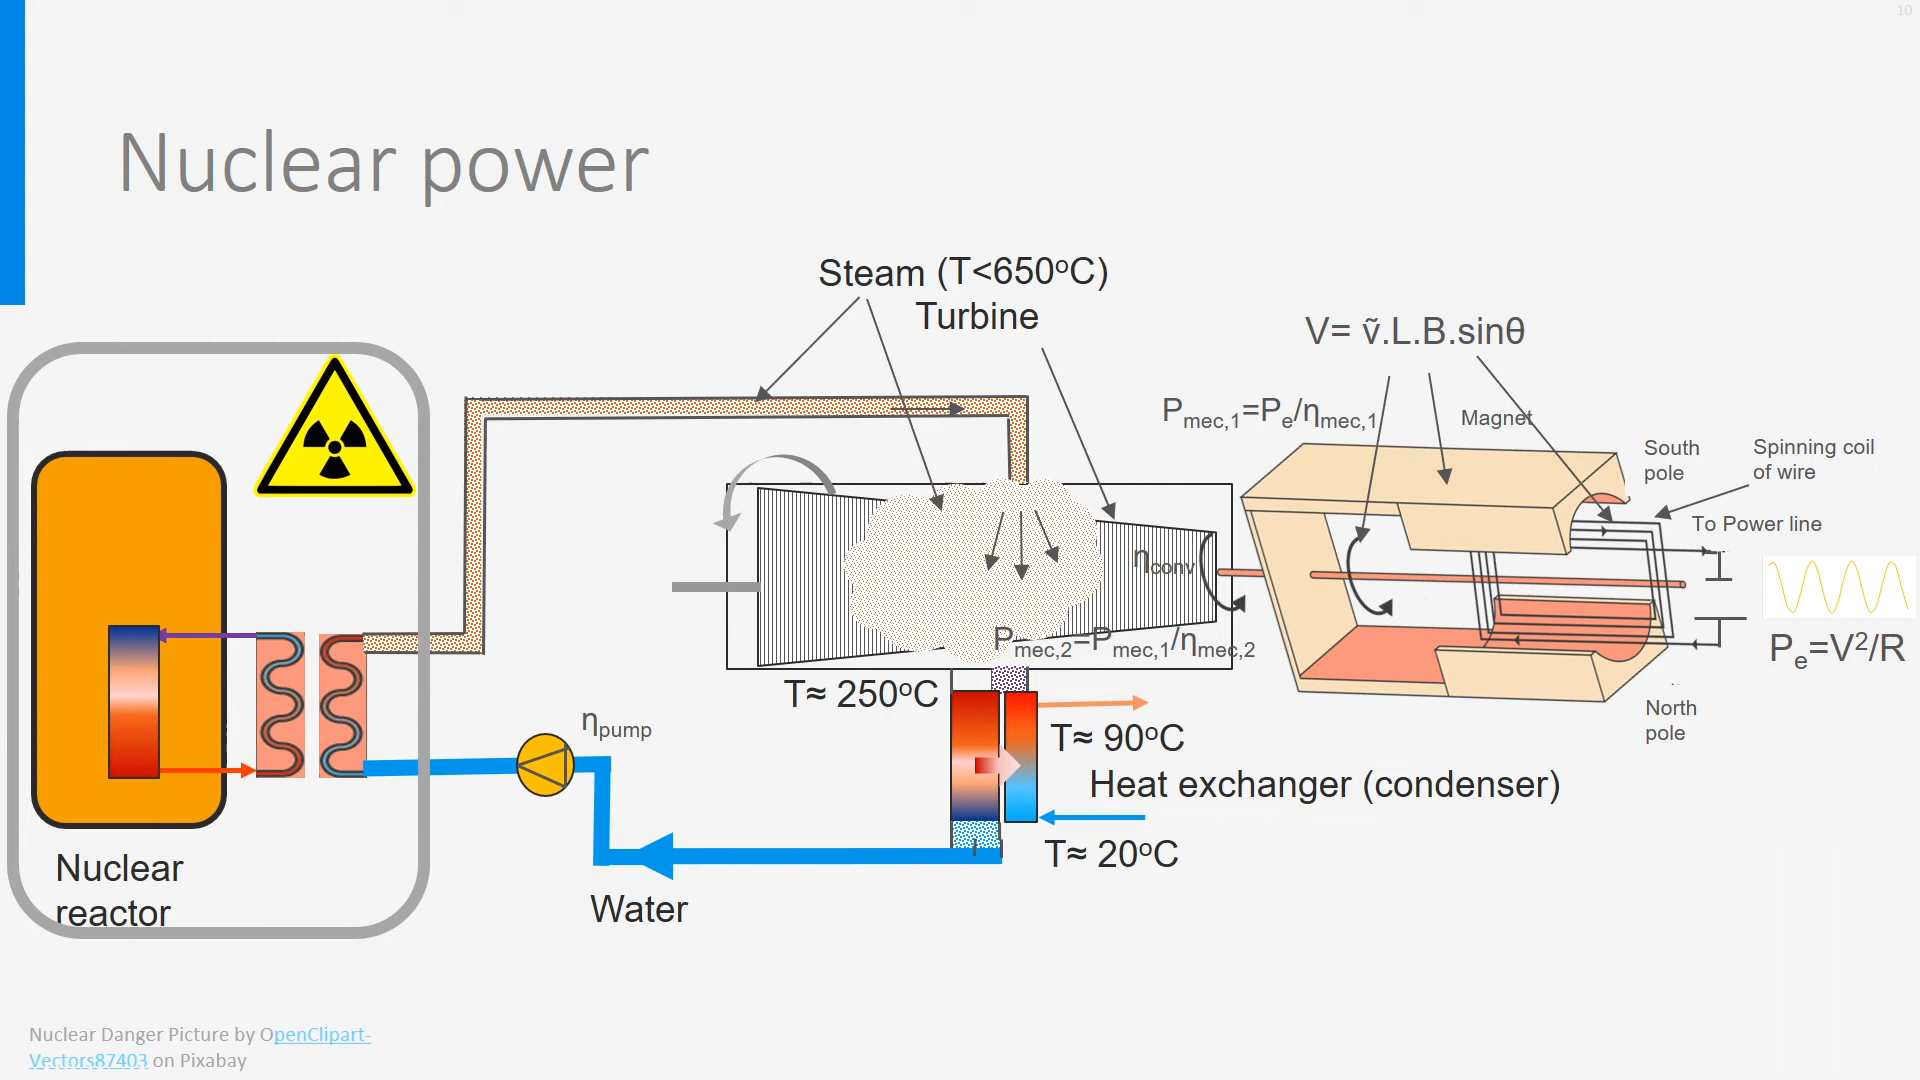 10
Nuclear power
Steam (T<650ºC)
Turbine
V= ṽ.L.B.sinθ
Pmec,1=Pe/ηmec,1
Magnet
South
pole
Spinning coil
of wire
To Power line
ηconv
Pmec,2=Pmec,1/ηmec,2
Pe=V²/R
T≈ 250ºC
ηpump
T≈ 90ºC
North
pole
Heat exchanger (condenser)
T≈ 20ºC
Nuclear
reactor
Water
Nuclear Danger Picture by OpenClipart-
Vectors87403 on Pixabay